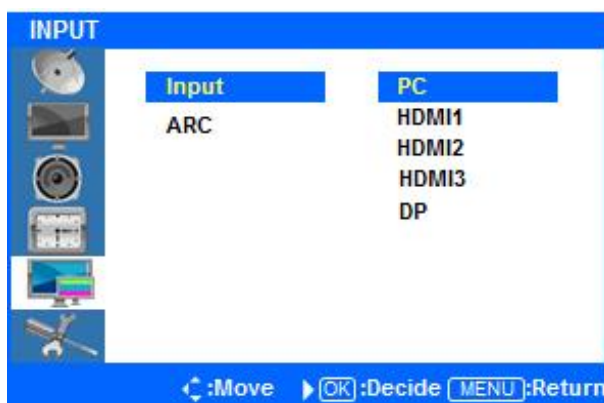 INPUT
Input PC
ARC HDMI1
HDMI2
HDMI3
DP
:Move OK:Decide MENU:Return